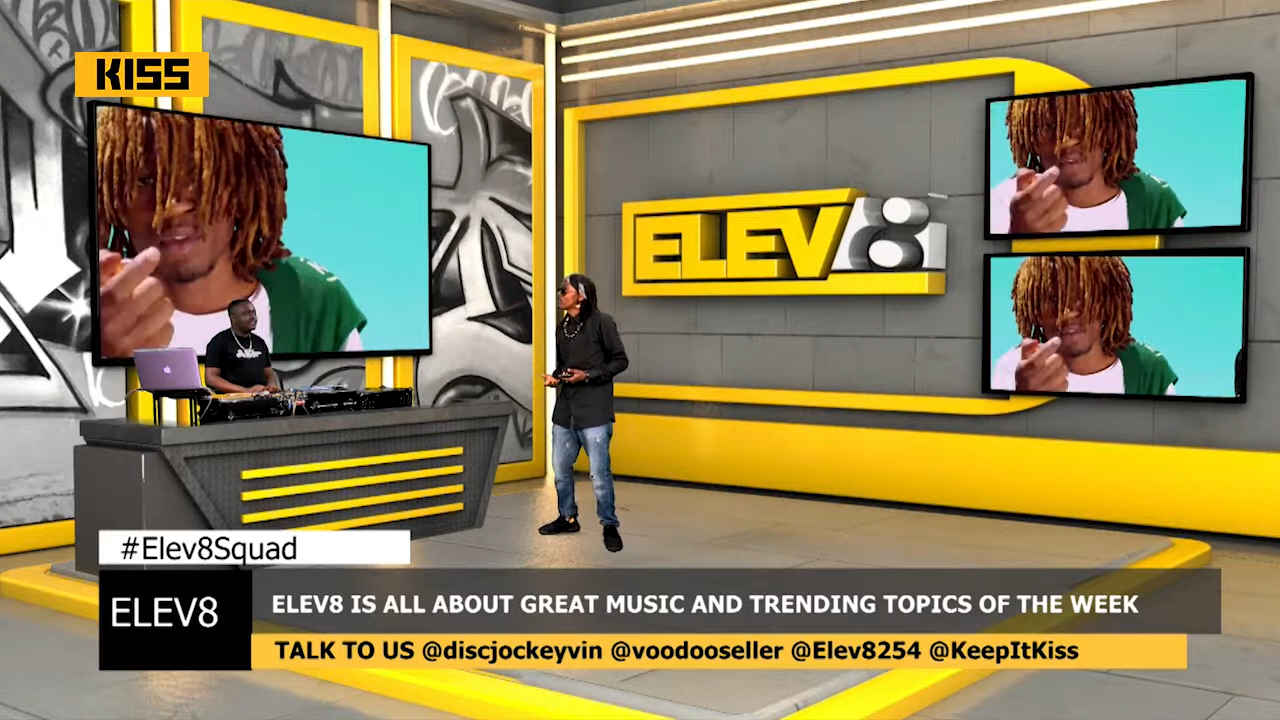 KISS
ELEV8
#Elev8Squad
ELEV8
ELEV8 IS ALL ABOUT GREAT MUSIC AND TRENDING TOPICS OF THE WEEK
TALK TO US @discjockeyvin @voodooseller @Elev8254 @KeepItKiss